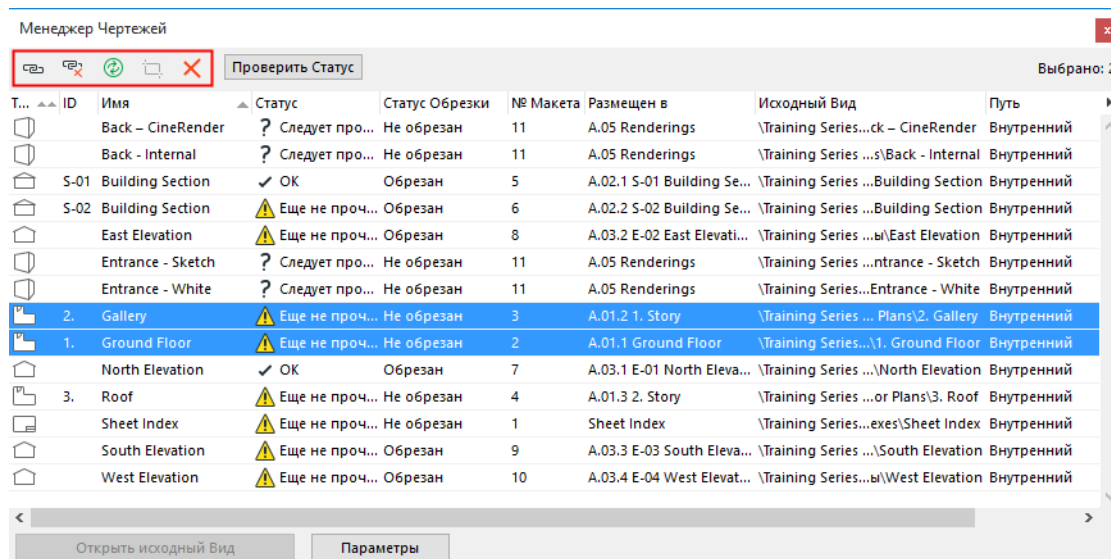 Менеджер Чертежей
Проверить Статус Выбрано: 2
Т... ID Имя Статус Статус Обрезки № Макета Размещен в Исходный Вид Путь
Back – CineRender ? Следует про... Не обрезан 11 A.05 Renderings \Training Series...ck – CineRender Внутренний
Back - Internal ? Следует про... Не обрезан 11 A.05 Renderings \Training Series ...s\Back - Internal Внутренний
S-01 Building Section OK Обрезан 5 A.02.1 S-01 Building Se... \Training Series ...Building Section Внутренний
S-02 Building Section Еще не проч... Обрезан 6 A.02.2 S-02 Building Se... \Training Series ...Building Section Внутренний
East Elevation Еще не проч... Обрезан 8 A.03.2 E-02 East Elevati... \Training Series ...ы\East Elevation Внутренний
Entrance - Sketch ? Следует про... Не обрезан 11 A.05 Renderings \Training Series ...ntrance - Sketch Внутренний
Entrance - White ? Следует про... Не обрезан 11 A.05 Renderings \Training Series...Entrance - White Внутренний
2. Gallery Еще не проч... Не обрезан 3 A.01.2 1. Story \Training Series ... Plans\2. Gallery Внутренний
1. Ground Floor Еще не проч... Не обрезан 2 A.01.1 Ground Floor \Training Series...\1. Ground Floor Внутренний
North Elevation OK Обрезан 7 A.03.1 E-01 North Eleva... \Training Series ...\North Elevation Внутренний
3. Roof Еще не проч... Не обрезан 4 A.01.3 2. Story \Training Series ...or Plans\3. Roof Внутренний
Sheet Index Еще не проч... Не обрезан 1 Sheet Index \Training Series...exes\Sheet Index Внутренний
South Elevation Еще не проч... Обрезан 9 A.03.3 E-03 South Eleva... \Training Series ...\South Elevation Внутренний
West Elevation Еще не проч... Обрезан 10 A.03.4 E-04 West Elevat... \Training Series...ы\West Elevation Внутренний
Открыть исходный Вид Параметры